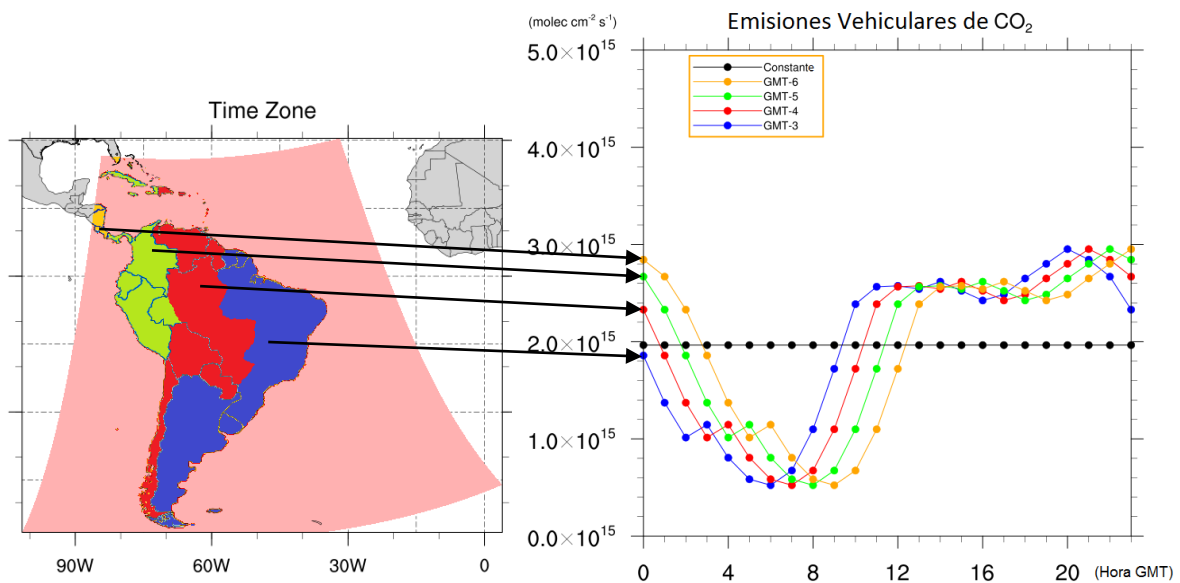 Time Zone
90W 60W 30W 0
(molec cm⁻² s⁻¹)
Emisiones Vehiculares de CO₂
5.0×10¹⁵
4.0×10¹⁵
3.0×10¹⁵
2.0×10¹⁵
1.0×10¹⁵
0.0×10¹⁵
Constante
GMT-6
GMT-5
GMT-4
GMT-3
0 4 8 12 16 20 (Hora GMT)